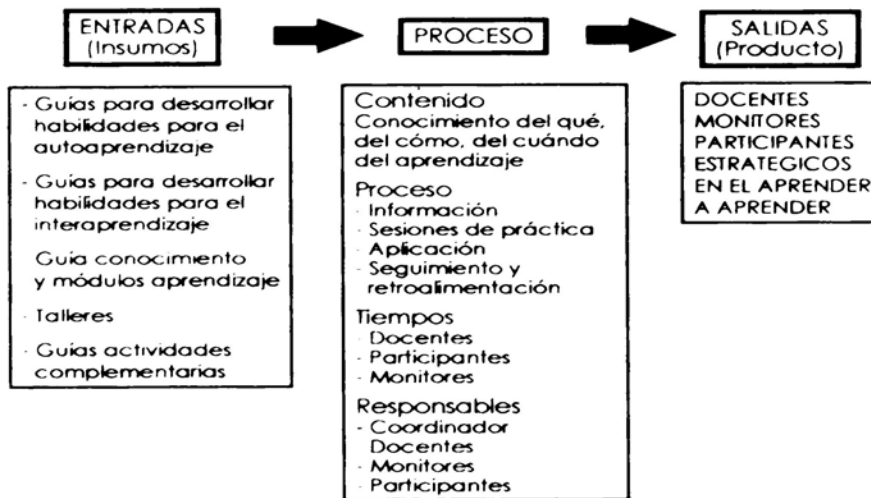 ENTRADAS
(Insumos)
- Guías para desarrollar
habilidades para el
autoaprendizaje
- Guías para desarrollar
habilidades para el
interaprendizaje
Guía conocimiento
y módulos aprendizaje
· Talleres
· Guías actividades
complementarias
PROCESO
Contenido
Conocimiento del qué,
del cómo, del cuándo
del aprendizaje
Proceso
· Información
· Sesiones de práctica
· Aplicación
· Seguimiento y
retroalimentación
Tiempos
· Docentes
· Participantes
· Monitores
Responsables
- Coordinador
Docentes
· Monitores
· Participantes
SALIDAS
(Producto)
DOCENTES
MONITORES
PARTICIPANTES
ESTRATEGICOS
EN EL APRENDER
A APRENDER